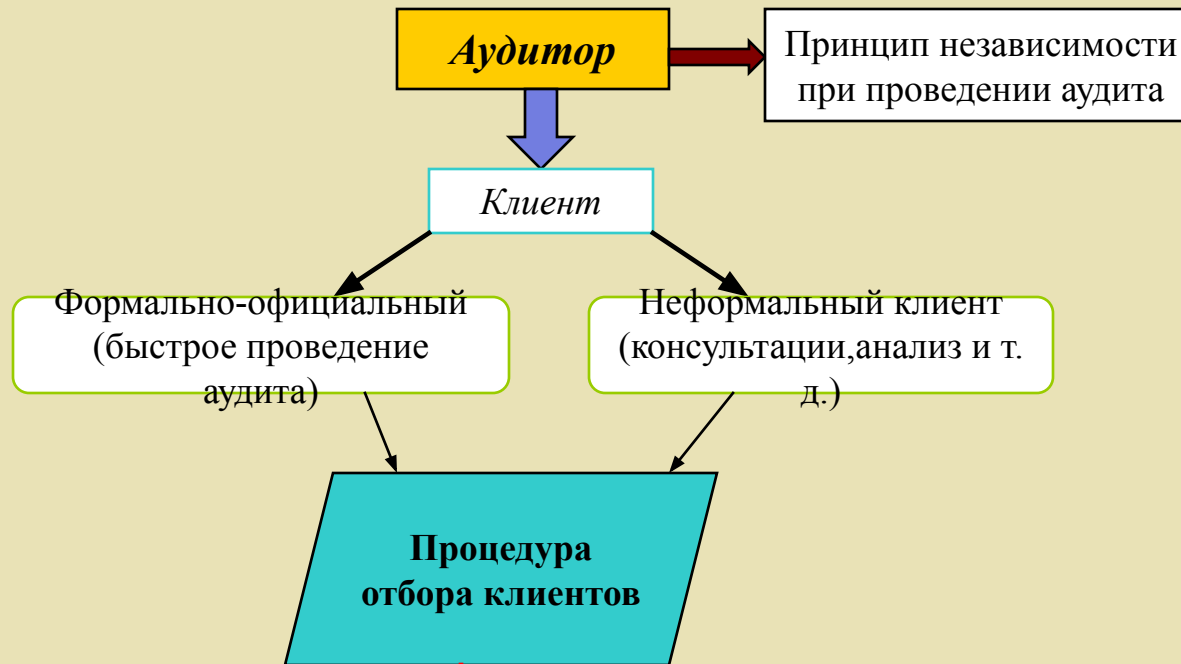 Аудитор
Принцип независимости
при проведении аудита
Клиент
Формально-официальный
(быстрое проведение
аудита)
Неформальный клиент
(консультации,анализ и т.
д.)
Процедура
отбора клиентов